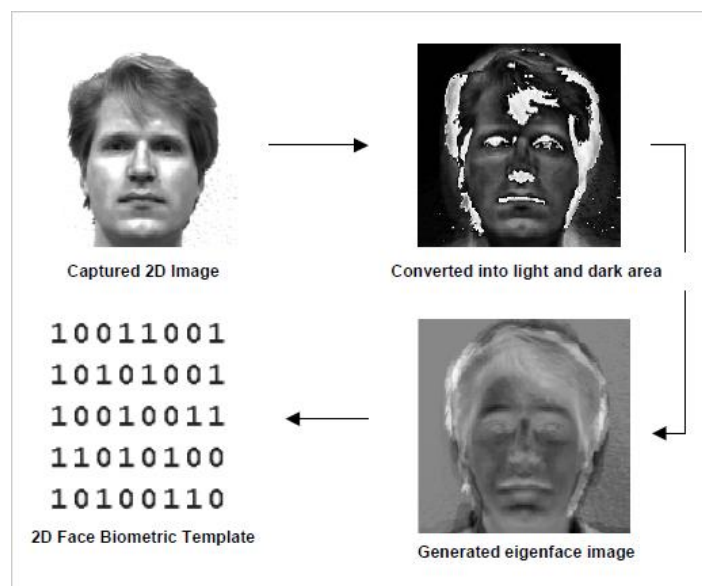 Captured 2D Image
Converted into light and dark area
10011001
10101001
10010011
11010100
10100110
2D Face Biometric Template
Generated eigenface image